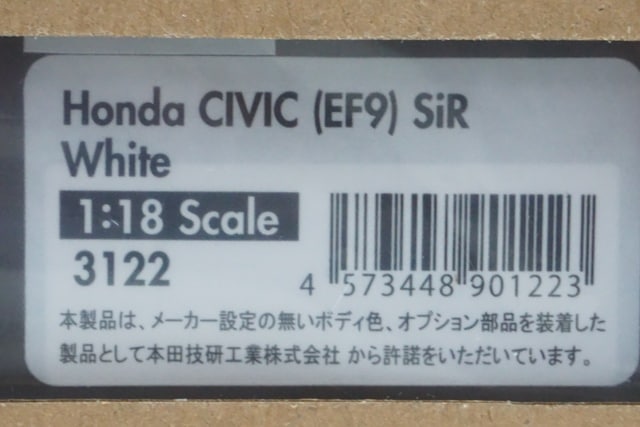 Honda CIVIC (EF9) SiR
White
1:18 Scale
3122
4 573448 901223
本製品は、メーカー設定の無いボディ色、オプション部品を装着した
製品として本田技研工業株式会社 から許諾をいただいています。